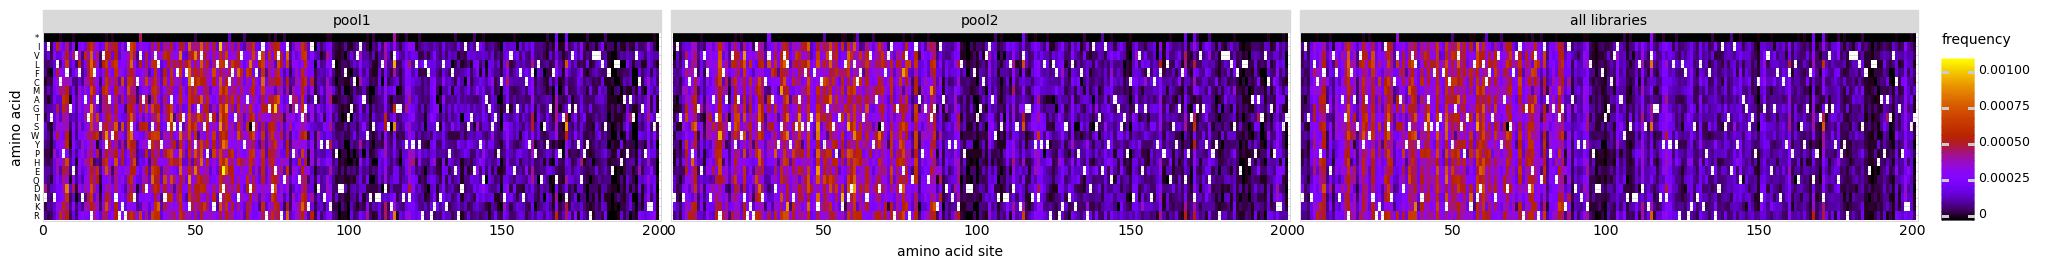 pool1
pool2
all libraries
frequency
0.00100
0.00075
0.00050
0.00025
0
amino acid
*
I
V
L
F
C
M
A
G
T
S
W
Y
P
H
E
Q
D
N
K
R
0 50 100 150 200
0 50 100 150 200
0 50 100 150 200
amino acid site